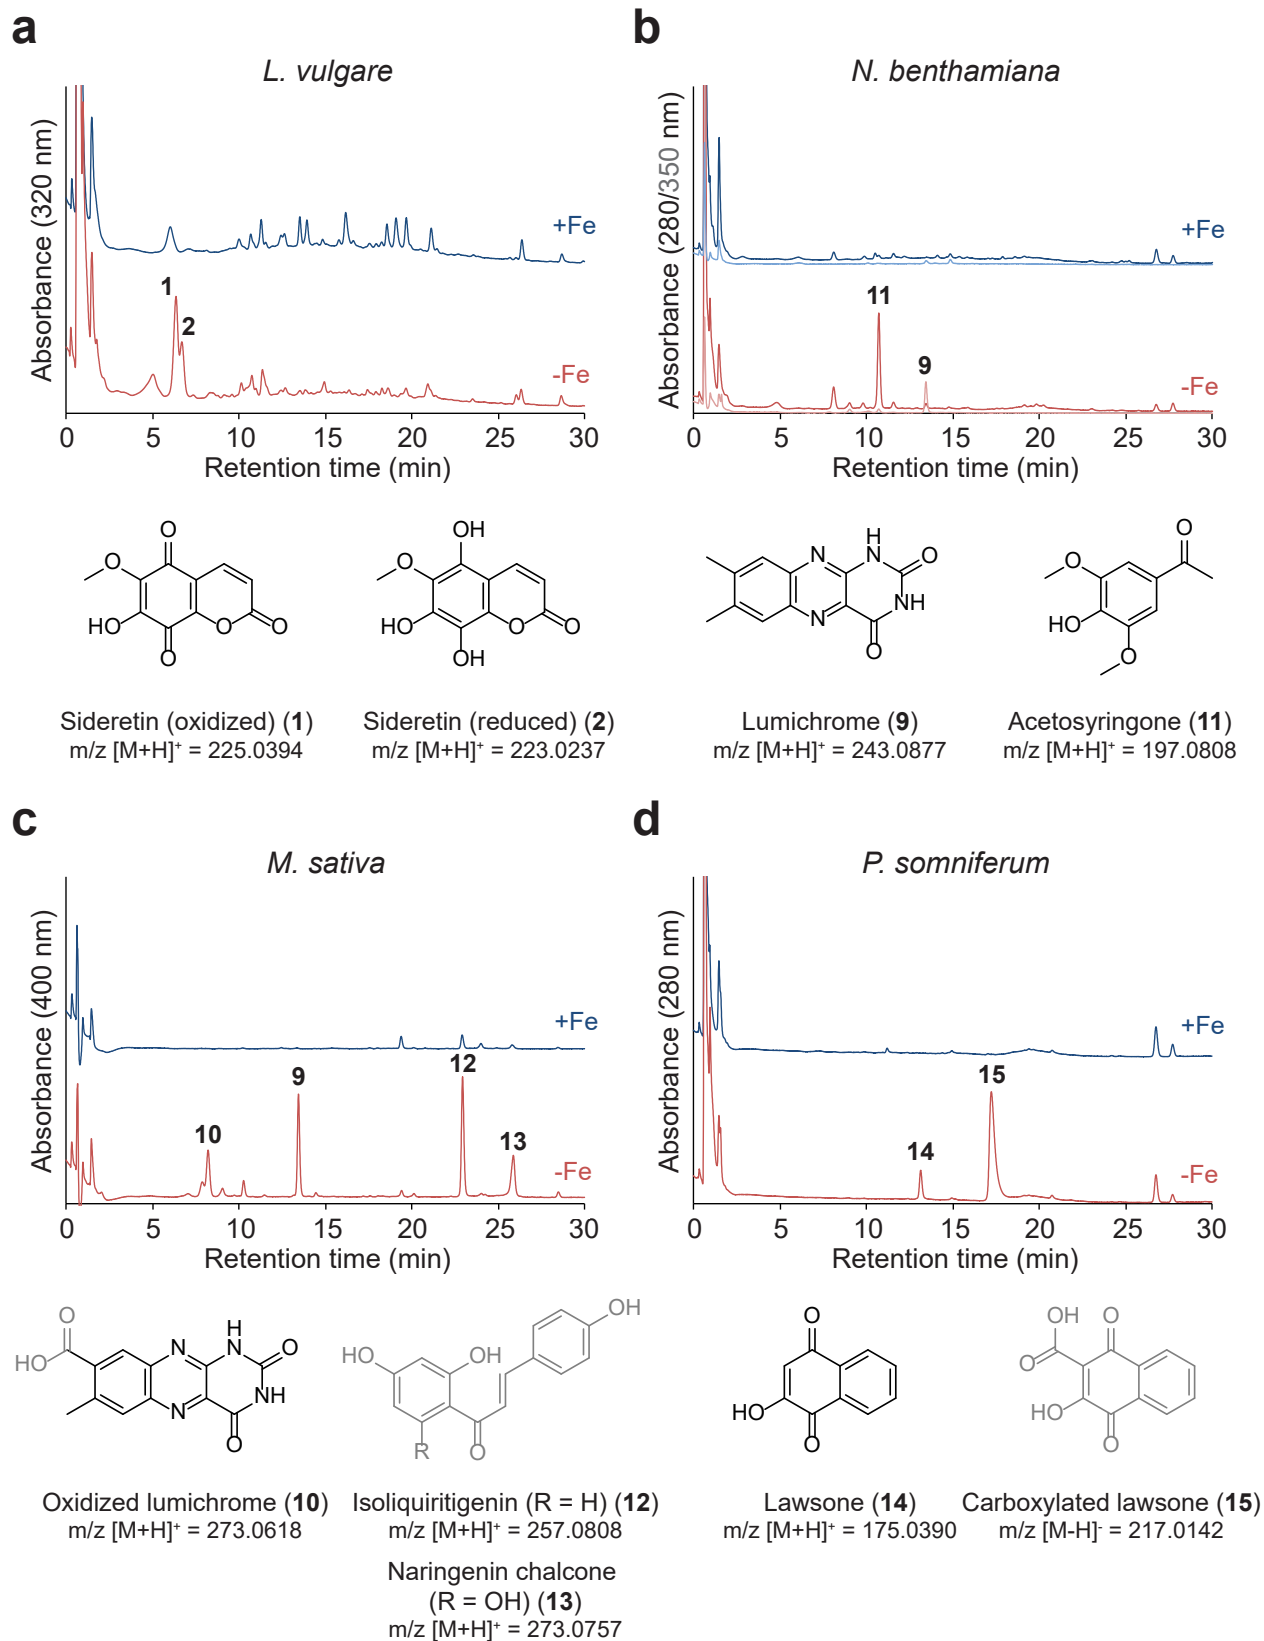 a
L. vulgare
Absorbance (320 nm)
+Fe
1
2
-Fe
0 5 10 15 20 25 30
Retention time (min)
O
O
HO
O
O
O
OH
O
HO
O
O
OH
Sideretin (oxidized) (1)
m/z [M+H]+ = 225.0394
Sideretin (reduced) (2)
m/z [M+H]+ = 223.0237
b
N. benthamiana
Absorbance (280/350 nm)
+Fe
11
9
-Fe
0 5 10 15 20 25 30
Retention time (min)
N
H
N
O
NH
N
O
O
O
HO
O
Lumichrome (9)
m/z [M+H]+ = 243.0877
Acetosyringone (11)
m/z [M+H]+ = 197.0808
c
M. sativa
Absorbance (400 nm)
+Fe
12
9
10
13
-Fe
0 5 10 15 20 25 30
Retention time (min)
O
HO
N
H
N
O
NH
N
O
OH
HO
OH
R
O
Oxidized lumichrome (10)
m/z [M+H]+ = 273.0618
Isoliquiritigenin (R = H) (12)
m/z [M+H]+ = 257.0808
Naringenin chalcone
(R = OH) (13)
m/z [M+H]+ = 273.0757
d
P. somniferum
Absorbance (280 nm)
+Fe
15
14
-Fe
0 5 10 15 20 25 30
Retention time (min)
O
HO
O
OH
O
O
HO
O
Lawsone (14)
m/z [M+H]+ = 175.0390
Carboxylated lawsone (15)
m/z [M-H]- = 217.0142